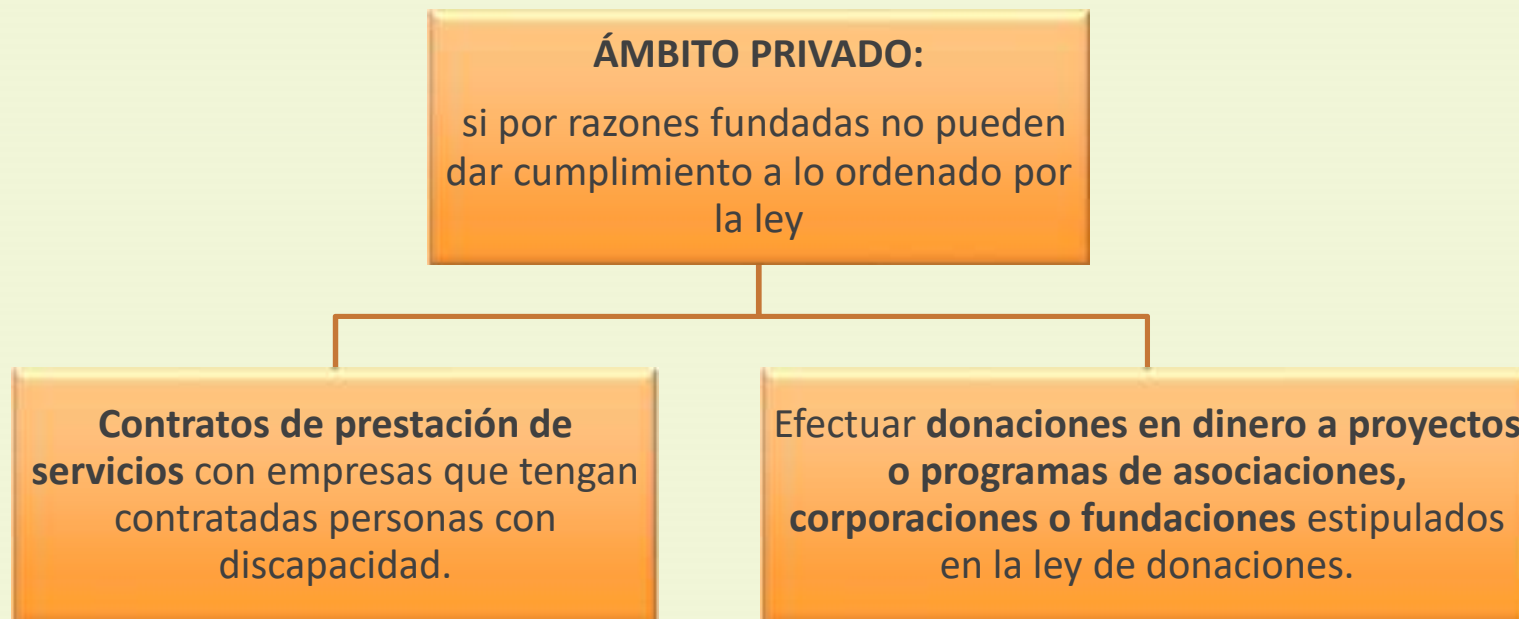 ÁMBITO PRIVADO:
si por razones fundadas no pueden
dar cumplimiento a lo ordenado por
la ley
Contratos de prestación de
servicios con empresas que tengan
contratadas personas con
discapacidad.
Efectuar donaciones en dinero a proyectos
o programas de asociaciones,
corporaciones o fundaciones estipulados
en la ley de donaciones.